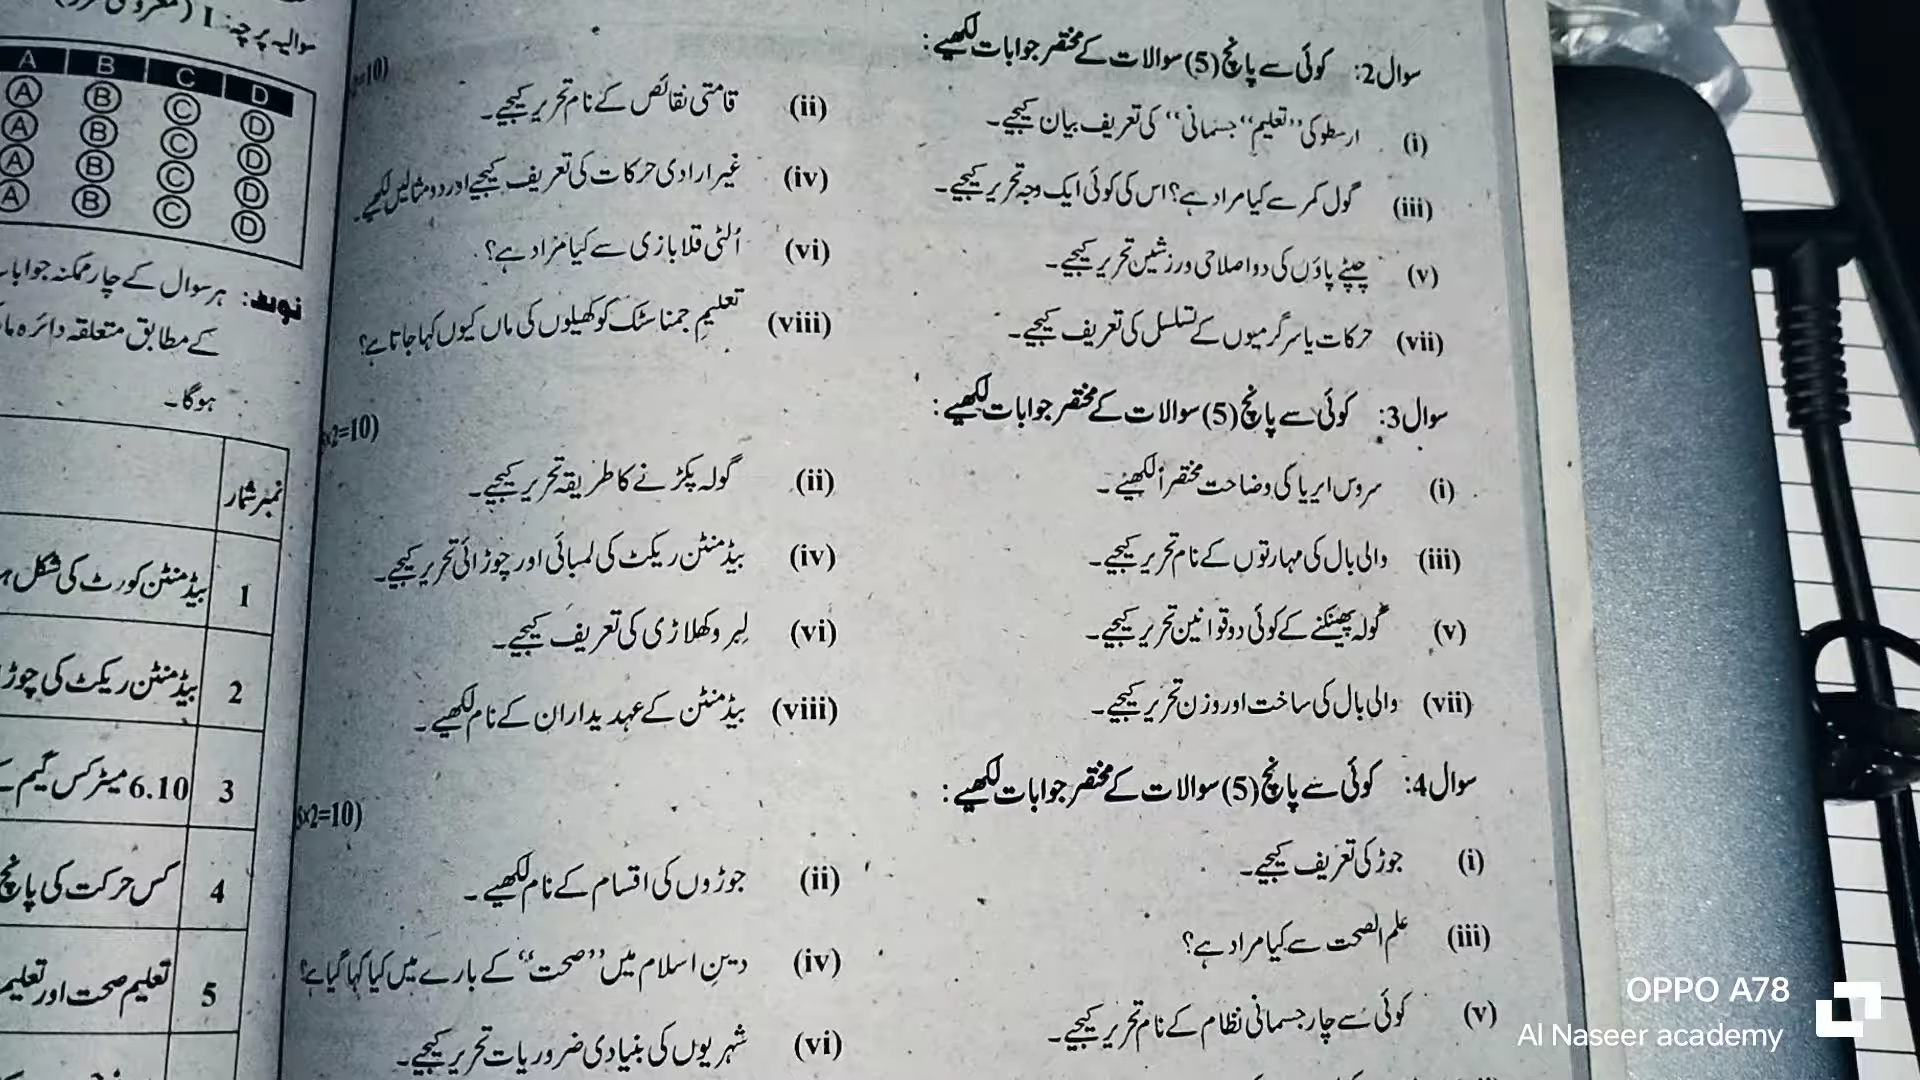 سوال2: کوئی سے پانچ (5) سوالات کے مختصر جوابات لکھیے:
=10)
(i) ارسطو کی ’’تعلیم‘‘ جسمانی‘‘ کی تعریف بیان کیجیے۔
(ii) قامتی نقائص کے نام تحریر کیجیے۔
(iii) گول کمر سے کیا مراد ہے؟ اس کی کوئی ایک وجہ تحریر کیجیے۔
(iv) غیر ارادی حرکات کی تعریف کیجیے اور دو مثالیں لکھیے۔
(v) چپٹے پاؤں کی دو اصلاحی ورزشیں تحریر کیجیے۔
(vi) اُلٹی قلابازی سے کیا مراد ہے؟
(vii) حرکات یا سرگرمیوں کے تسلسل کی تعریف کیجیے۔
(viii) تعلیمِ جمناسٹک کو کھیلوں کی ماں کیوں کہا جاتا ہے؟
سوال3: کوئی سے پانچ (5) سوالات کے مختصر جوابات لکھیے:
x2=10)
(i) سروس ایریا کی وضاحت مختصراً لکھیئے۔
(ii) گولہ پکڑنے کا طریقہ تحریر کیجیے۔
(iii) والی بال کی مہارتوں کے نام تحریر کیجیے۔
(iv) بیڈمنٹن ریکٹ کی لمبائی اور چوڑائی تحریر کیجیے۔
(v) گولہ پھینکنے کے کوئی دو قوانین تحریر کیجیے۔
(vi) لبرو کھلاڑی کی تعریف کیجیے۔
(vii) والی بال کی ساخت اور وزن تحریر کیجیے۔
(viii) بیڈمنٹن کے عہدیداران کے نام لکھیے۔
سوال4: کوئی سے پانچ (5) سوالات کے مختصر جوابات لکھیے:
5x2=10)
(i) جوڑ کی تعریف کیجیے۔
(ii) جوڑوں کی اقسام کے نام لکھیے۔
(iii) علم الصحت سے کیا مراد ہے؟
(iv) دینِ اسلام میں ’’صحت‘‘ کے بارے میں کیا کہا گیا ہے؟
(v) کوئی سے چار جسمانی نظام کے نام تحریر کیجیے۔
(vi) شہریوں کی بنیادی ضروریات تحریر کیجیے۔
سوالیہ پرچہ: I
A B C D
A B C D
A B C D
A B C D
A B C D
نوٹ: ہر سوال کے چار ممکنہ
کے مطابق متعلقہ دائرہ
ہوگا۔
نمبر شمار
1 بیڈمنٹن کورٹ کی شکل
2 بیڈمنٹن ریکٹ کی
3 6.10 میٹر کس گیم
4 کس حرکت کی پانچ
5 تعلیم صحت اور تعلیم
OPPO A78
Al Naseer academy